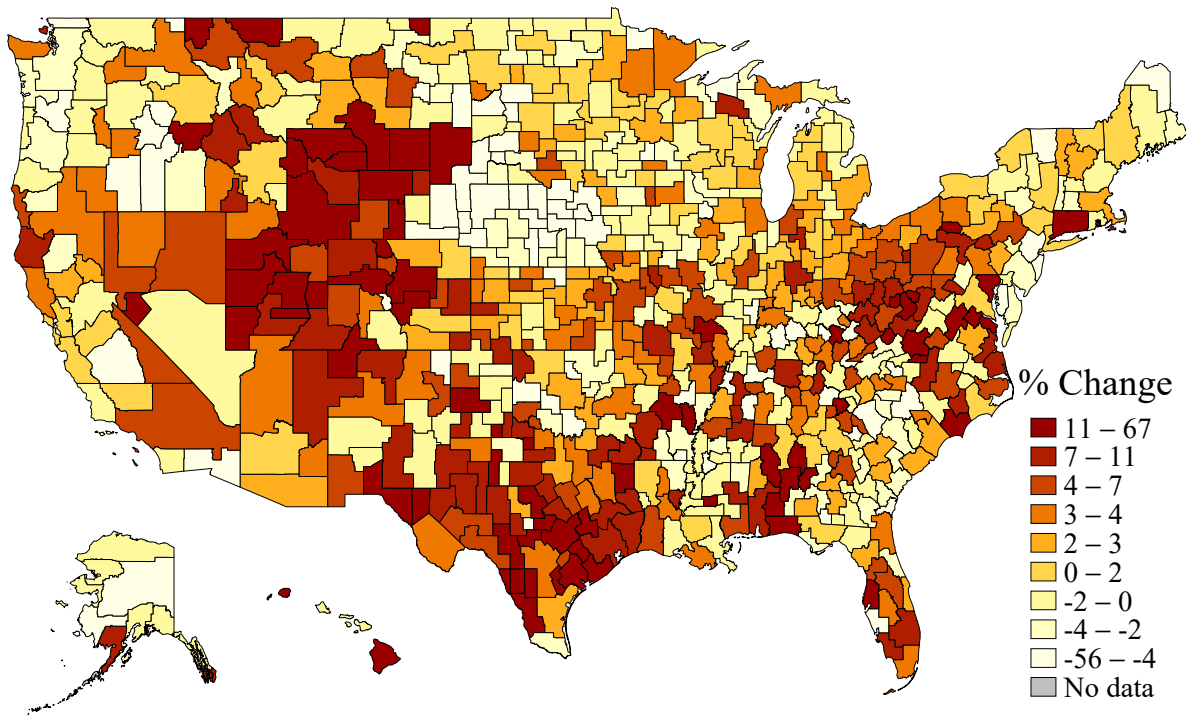 % Change
11 – 67
7 – 11
4 – 7
3 – 4
2 – 3
0 – 2
-2 – 0
-4 – -2
-56 – -4
No data